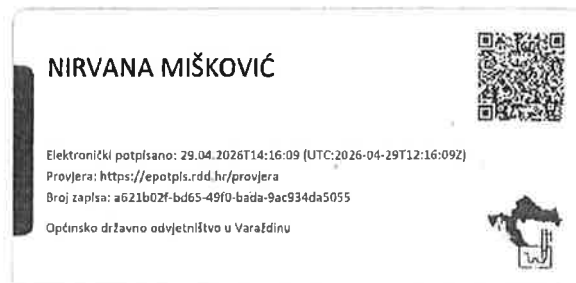 NIRVANA MIŠKOVIĆ
Elektronički potpisano: 29.04.2026T14:16:09 (UTC:2026-04-29T12:16:09Z)
Provjera: https://epotpis.rdd.hr/provjera
Broj zapisa: a621b02f-bd65-49f0-bada-9ac934da5055
Općinsko državno odvjetništvo u Varaždinu